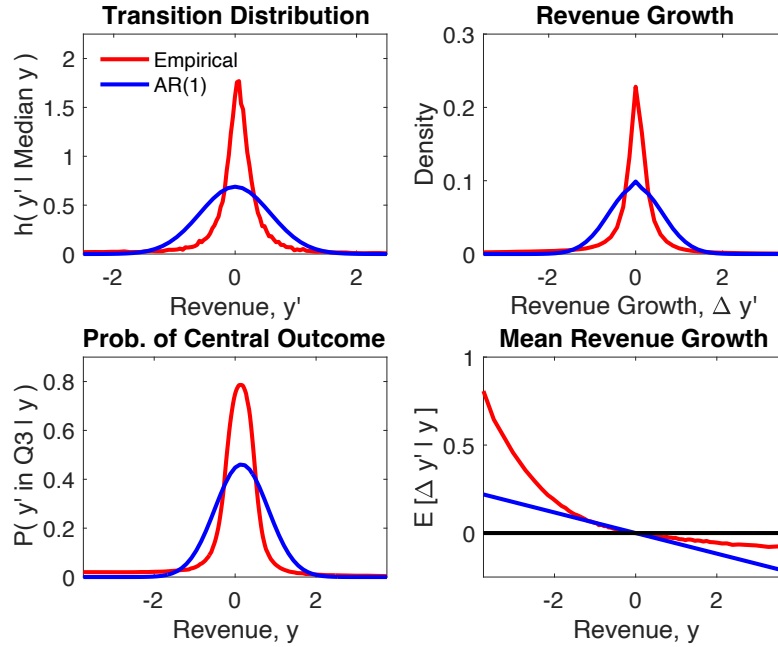 Transition Distribution
h( y' | Median y )
2
1.5
1
0.5
0
Empirical
AR(1)
-2
0
2
Revenue, y'
Revenue Growth
Density
0.3
0.2
0.1
0
-2
0
2
Revenue Growth, Δ y'
Prob. of Central Outcome
P( y' in Q3 | y )
0.8
0.6
0.4
0.2
0
-2
0
2
Revenue, y
Mean Revenue Growth
E [Δ y' | y]
1
0.5
0
-2
0
2
Revenue, y